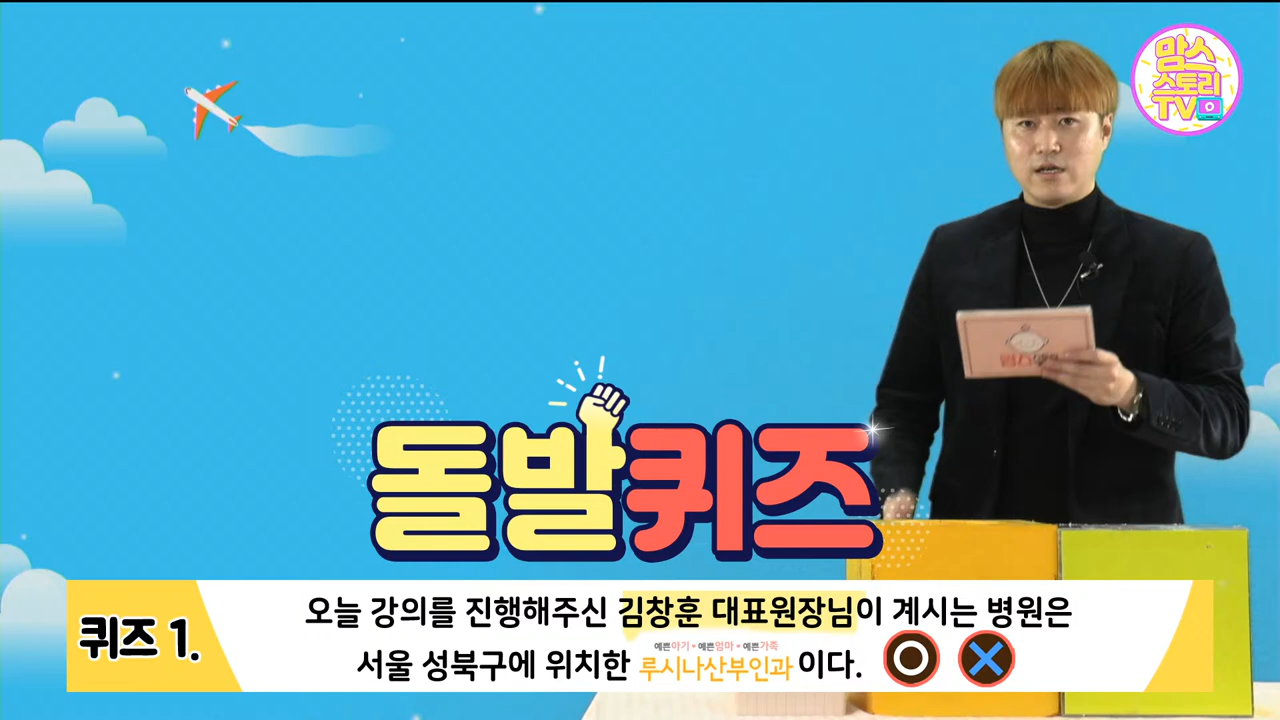 맘스
스토리
TV
돌발퀴즈
퀴즈 1.
오늘 강의를 진행해주신 김창훈 대표원장님이 계시는 병원은
예쁜아기 • 예쁜엄마 • 예쁜가족
서울 성북구에 위치한 루시나산부인과 이다.